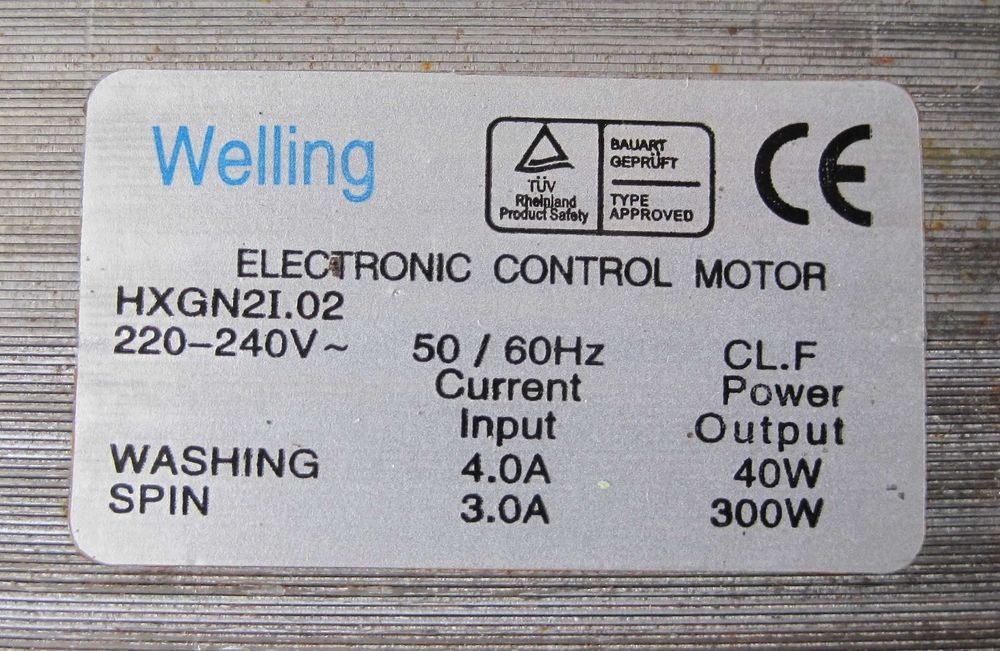 Welling
TÜV
Rheinland
Product Safety
BAUART
GEPRÜFT
TYPE
APPROVED
CE
ELECTRONIC CONTROL MOTOR
HXGN2I.02
220-240V~ 50 / 60Hz CL.F
Current Power
Input Output
WASHING 4.0A 40W
SPIN 3.0A 300W